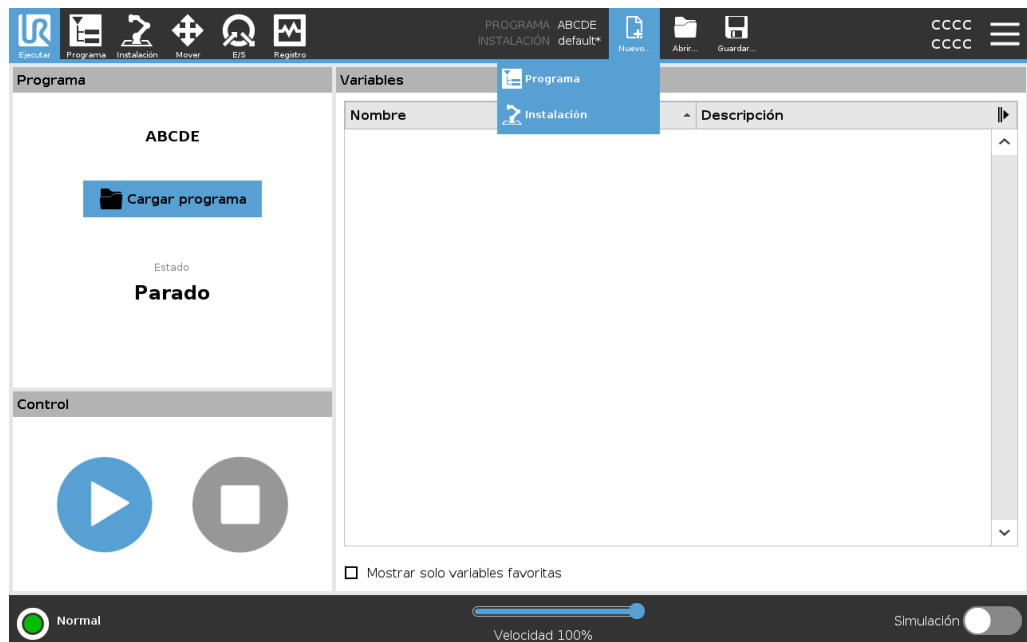 Ejecutar
Programa
Instalación
Mover
E/S
Registro
PROGRAMA ABCDE
INSTALACIÓN default*
Nuevo...
Abrir...
Guardar...
CCCC
CCCC
Programa
Instalación
Programa
ABCDE
Cargar programa
Estado
Parado
Control
Variables
Nombre
Descripción
Mostrar solo variables favoritas
Normal
Velocidad 100%
Simulación